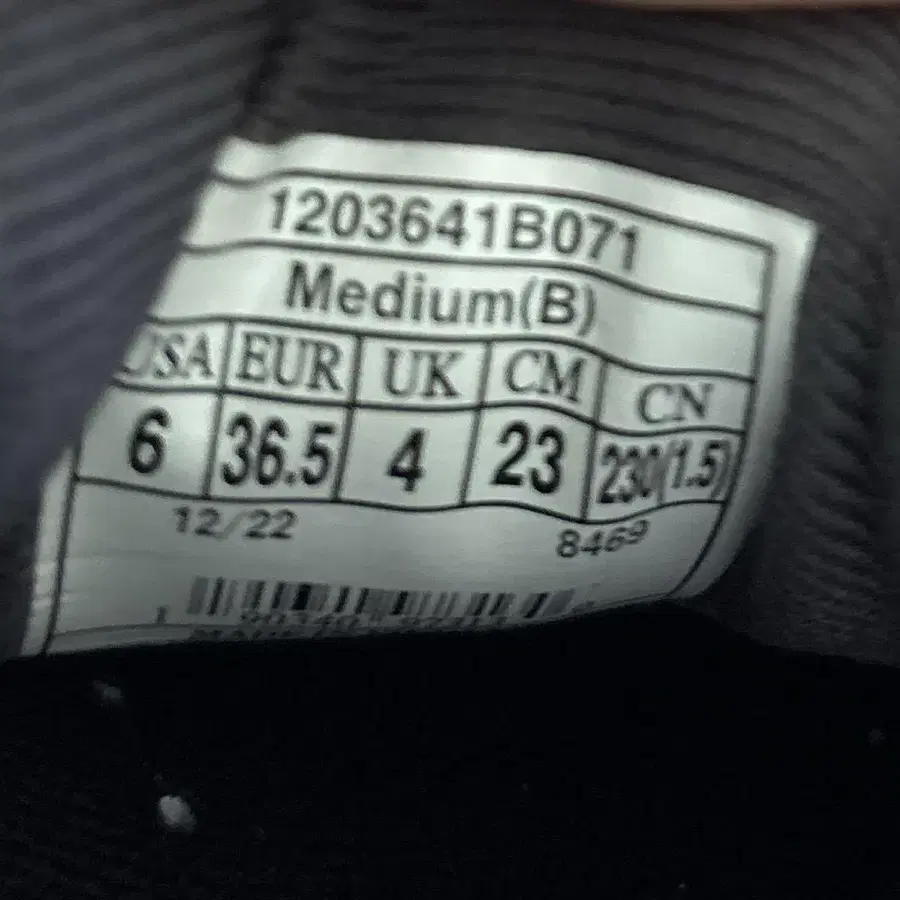 1203641B071
Medium(B)
USA EUR UK CM CN
6 36.5 4 23 230(1.5)
12/22 8469